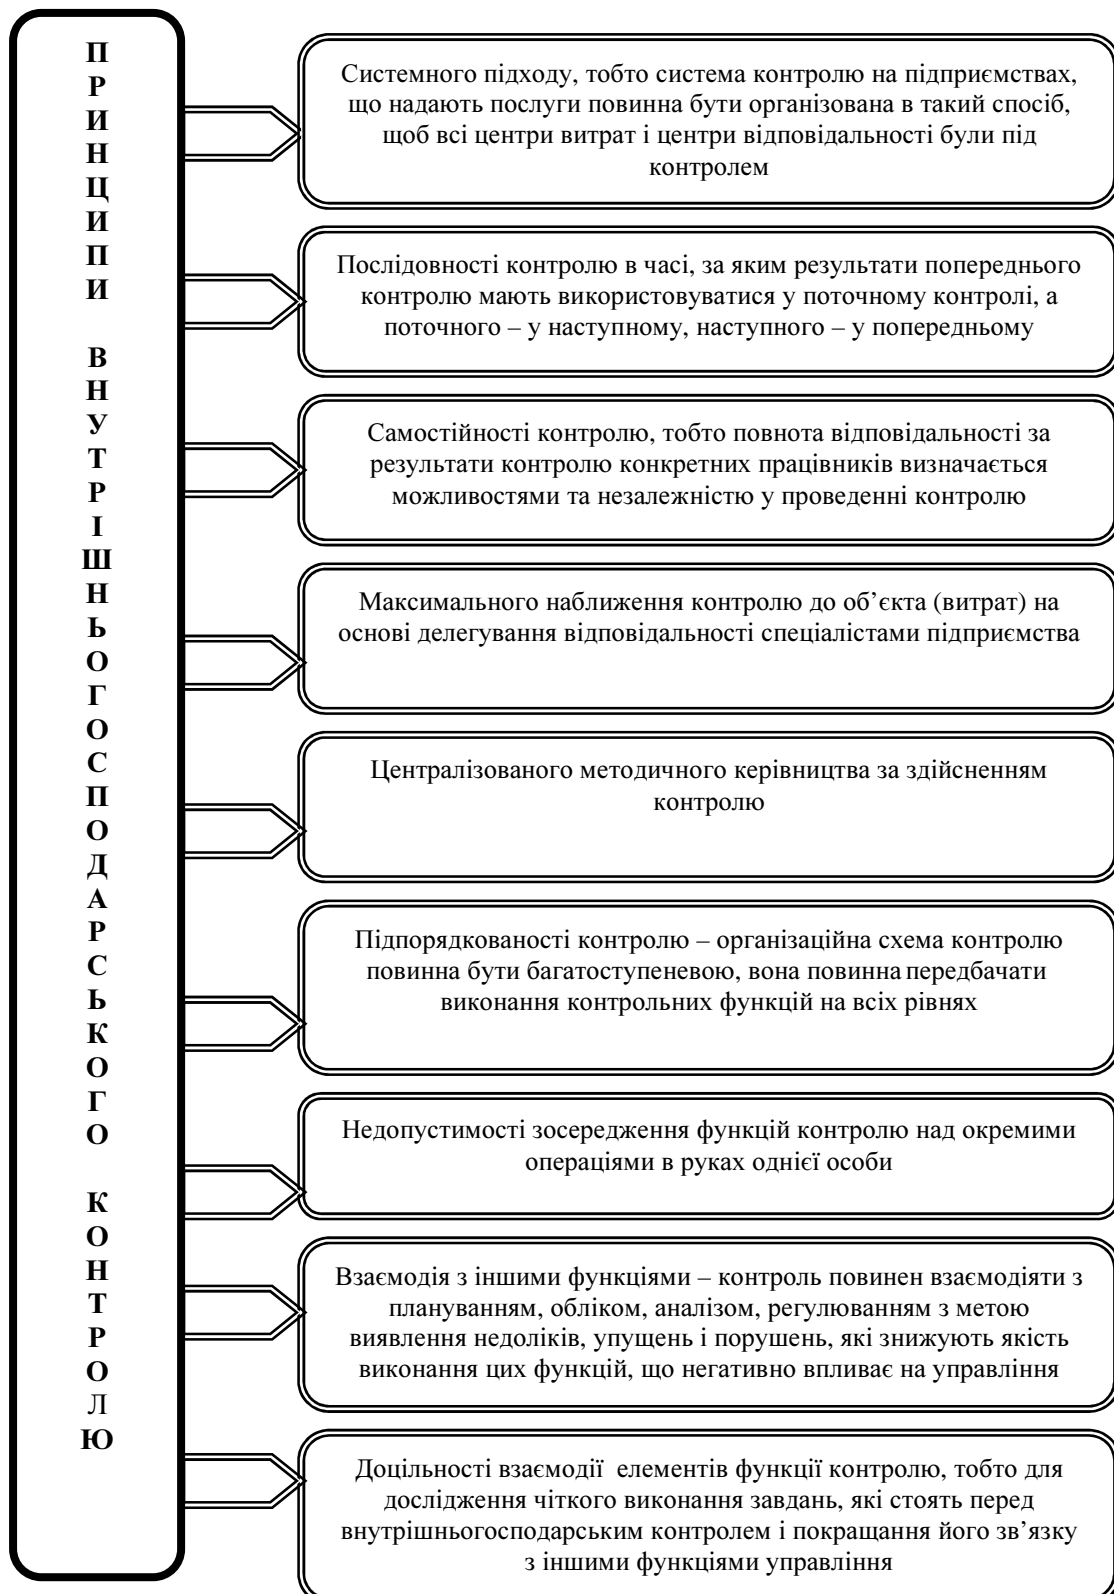 ПРИНЦИПИ ВНУТРІШНЬОГОСПОДАРСЬКОГО КОНТРОЛЮ
Системного підходу, тобто система контролю на підприємствах,
що надають послуги повинна бути організована в такий спосіб,
щоб всі центри витрат і центри відповідальності були під
контролем
Послідовності контролю в часі, за яким результати попереднього
контролю мають використовуватися у поточному контролі, а
поточного – у наступному, наступного – у попередньому
Самостійності контролю, тобто повнота відповідальності за
результати контролю конкретних працівників визначається
можливостями та незалежністю у проведенні контролю
Максимального наближення контролю до об’єкта (витрат) на
основі делегування відповідальності спеціалістами підприємства
Централізованого методичного керівництва за здійсненням
контролю
Підпорядкованості контролю – організаційна схема контролю
повинна бути багатоступеневою, вона повинна передбачати
виконання контрольних функцій на всіх рівнях
Недопустимості зосередження функцій контролю над окремими
операціями в руках однієї особи
Взаємодія з іншими функціями – контроль повинен взаємодіяти з
плануванням, обліком, аналізом, регулюванням з метою
виявлення недоліків, упущень і порушень, які знижують якість
виконання цих функцій, що негативно впливає на управління
Доцільності взаємодії елементів функції контролю, тобто для
дослідження чіткого виконання завдань, які стоять перед
внутрішньогосподарським контролем і покращання його зв’язку
з іншими функціями управління